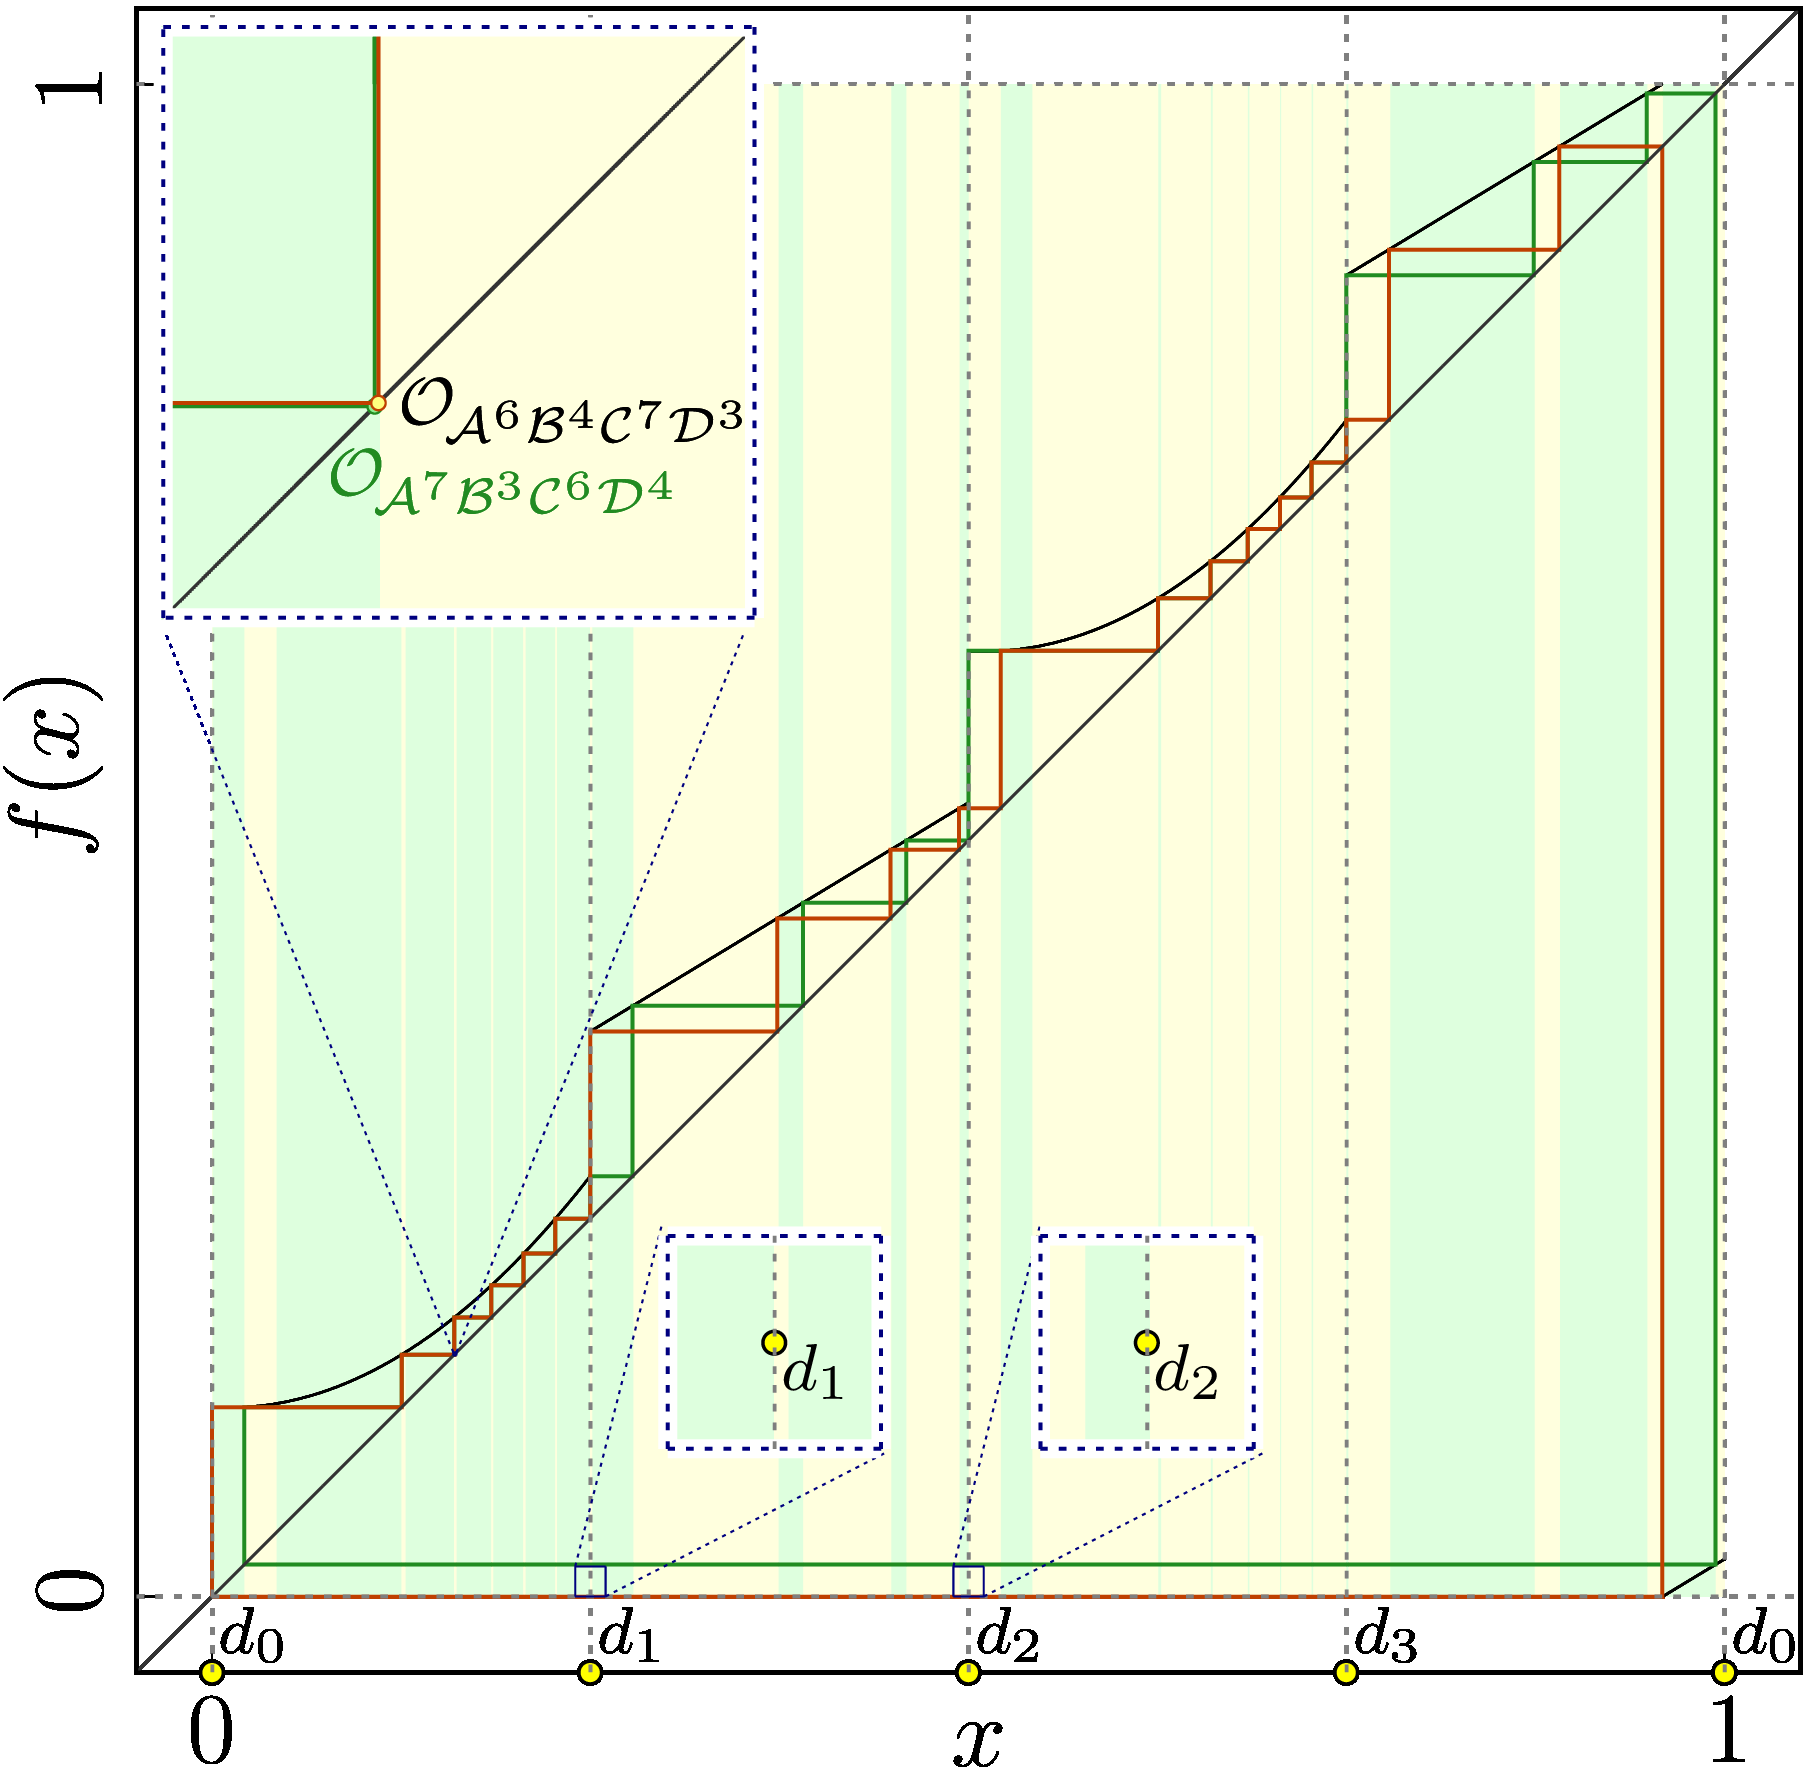 1
𝒪_{𝒜⁶ℬ⁴𝒞⁷𝒟³}
𝒪_{𝒜⁷ℬ³𝒞⁶𝒟⁴}
f(x)
d₁
d₂
0
d₀ d₁ d₂ d₃ d₀
0 x 1